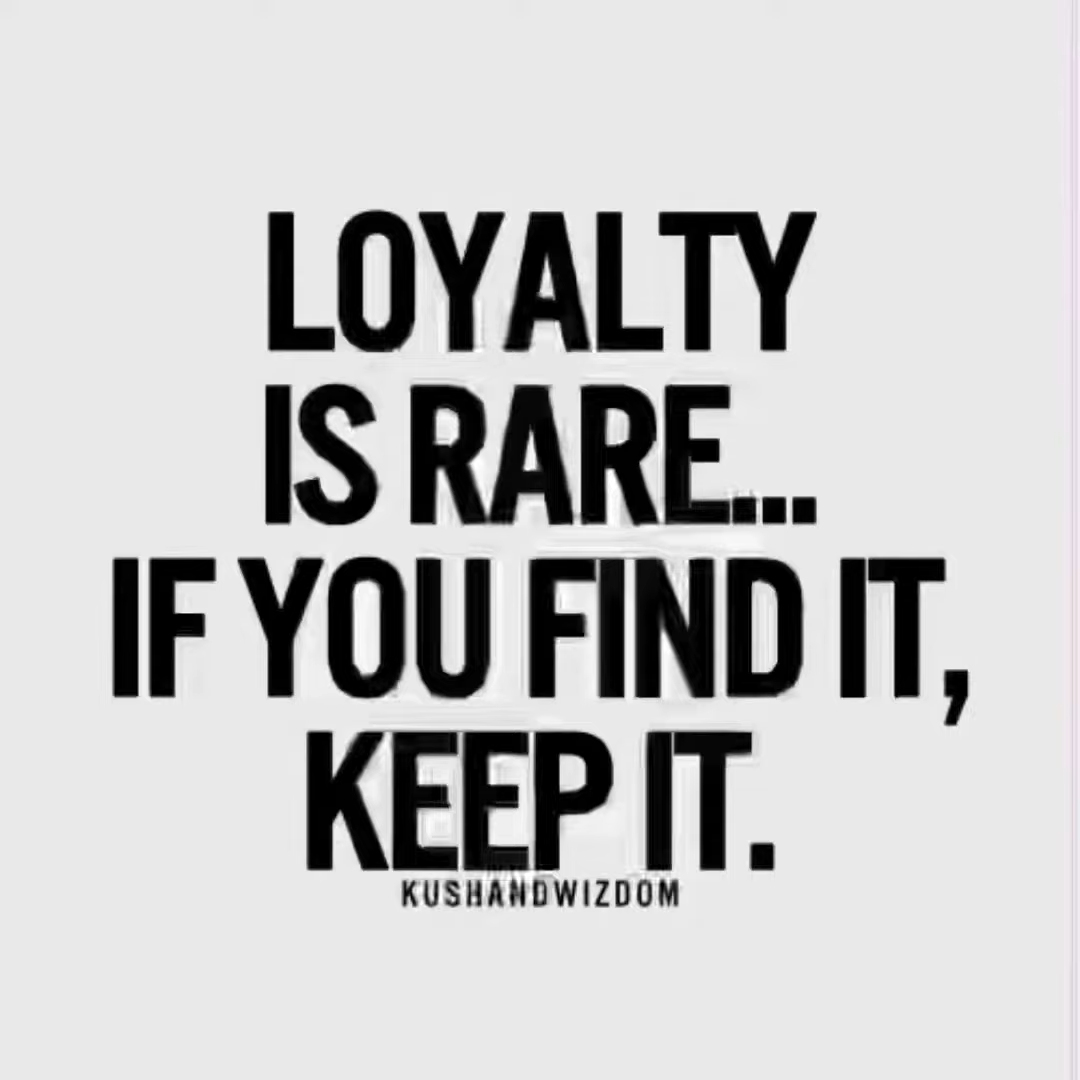 LOYALTY
IS RARE...
IF YOU FIND IT,
KEEP IT.
KUSHANDWIZDOM